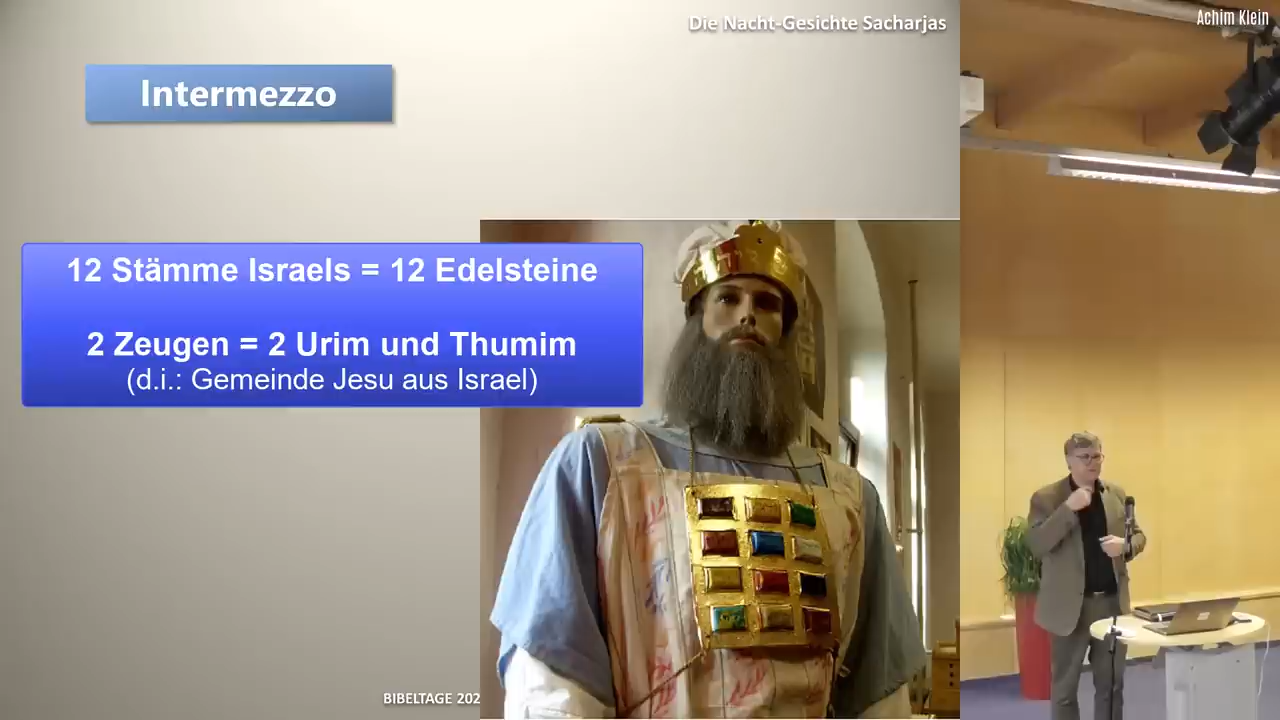 Die Nacht-Gesichte Sacharjas
Achim Klein
Intermezzo
12 Stämme Israels = 12 Edelsteine
2 Zeugen = 2 Urim und Thumim
(d.i.: Gemeinde Jesu aus Israel)
BIBELTAGE 202